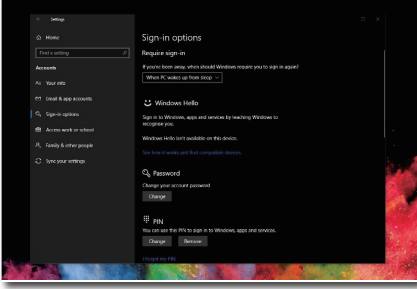 Settings
Home
Find a setting
Accounts
Your info
Email & app accounts
Sign-in options
Access work or school
Family & other people
Sync your settings
Sign-in options
Require sign-in
If you've been away, when should Windows require you to sign in again?
When PC wakes up from sleep
Windows Hello
Sign in to Windows, apps and services by teaching Windows to
recognise you.
Windows Hello isn't available on this device.
See how it works and find compatible devices.
Password
Change your account password
Change
PIN
You can use this PIN to sign in to Windows, apps and services.
Change Remove
I forgot my PIN